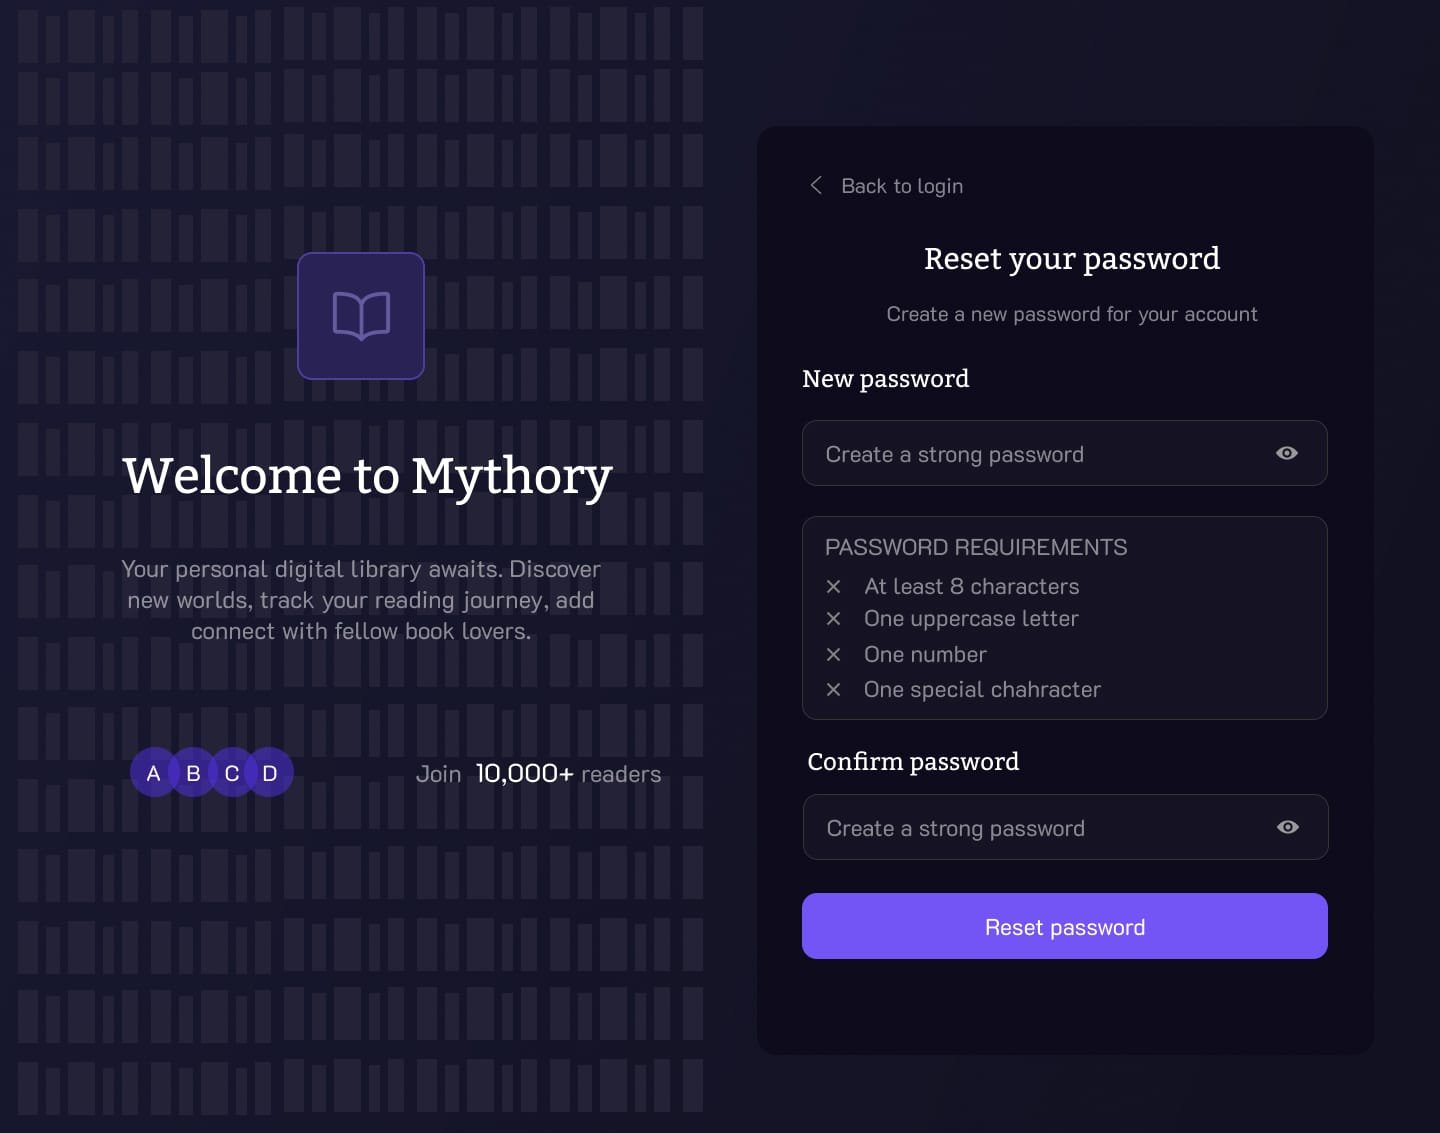 Welcome to Mythory
Your personal digital library awaits. Discover
new worlds, track your reading journey, add
connect with fellow book lovers.
A B C D
Join 10,000+ readers
Back to login
Reset your password
Create a new password for your account
New password
Create a strong password
PASSWORD REQUIREMENTS
At least 8 characters
One uppercase letter
One number
One special chahracter
Confirm password
Create a strong password
Reset password